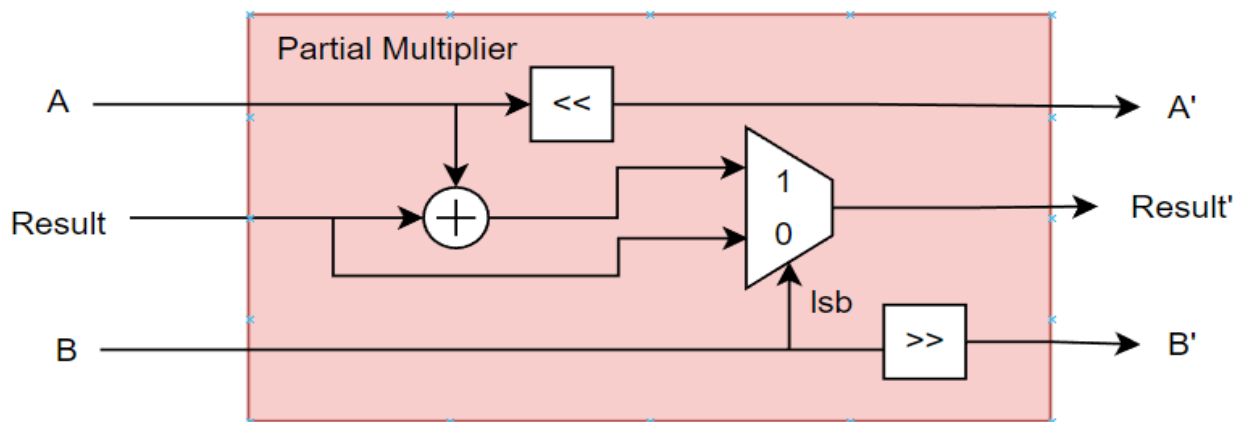 Partial Multiplier
A
<<
A'
1
Result
+
Result'
0
lsb
B
>>
B'